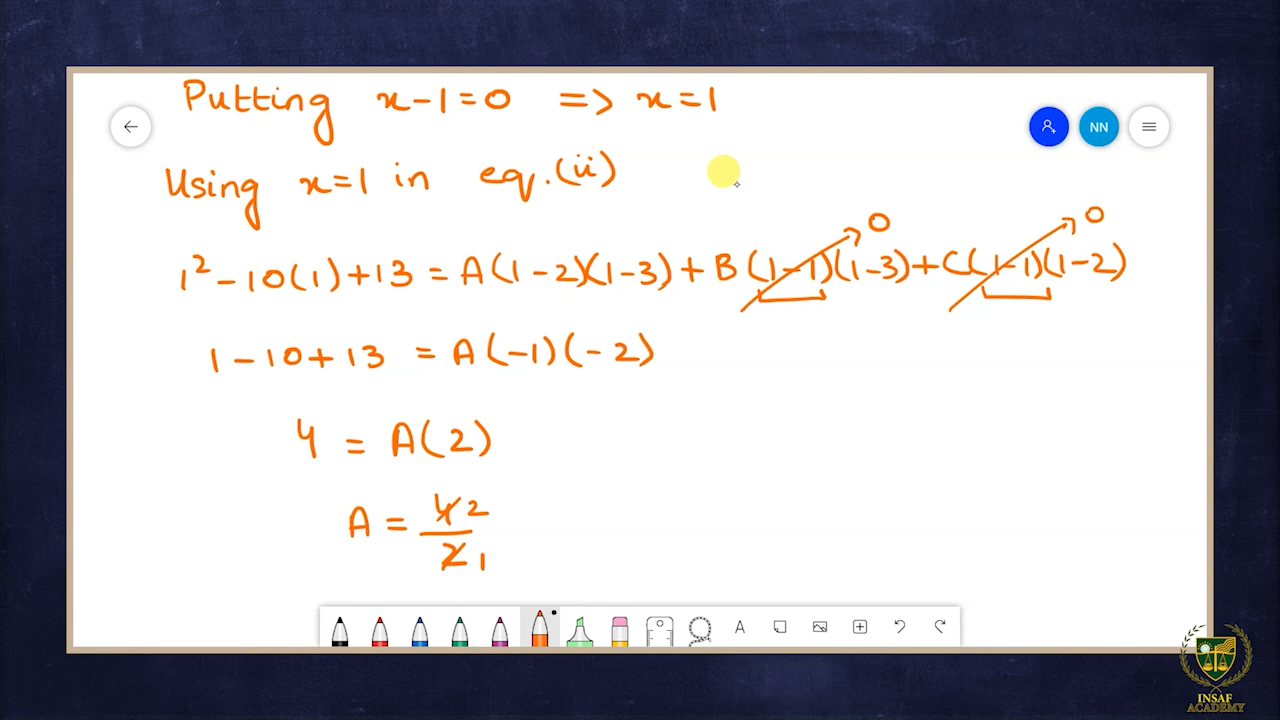 Putting x-1=0 => x=1
NN
Using x=1 in eq.(ii)
0 0
1²-10(1)+13 = A(1-2)(1-3)+B(1-1)(1-3)+C(1-1)(1-2)
1-10+13 = A(-1)(-2)
4 = A(2)
A = 4/2 2/1
A
INSAF
ACADEMY